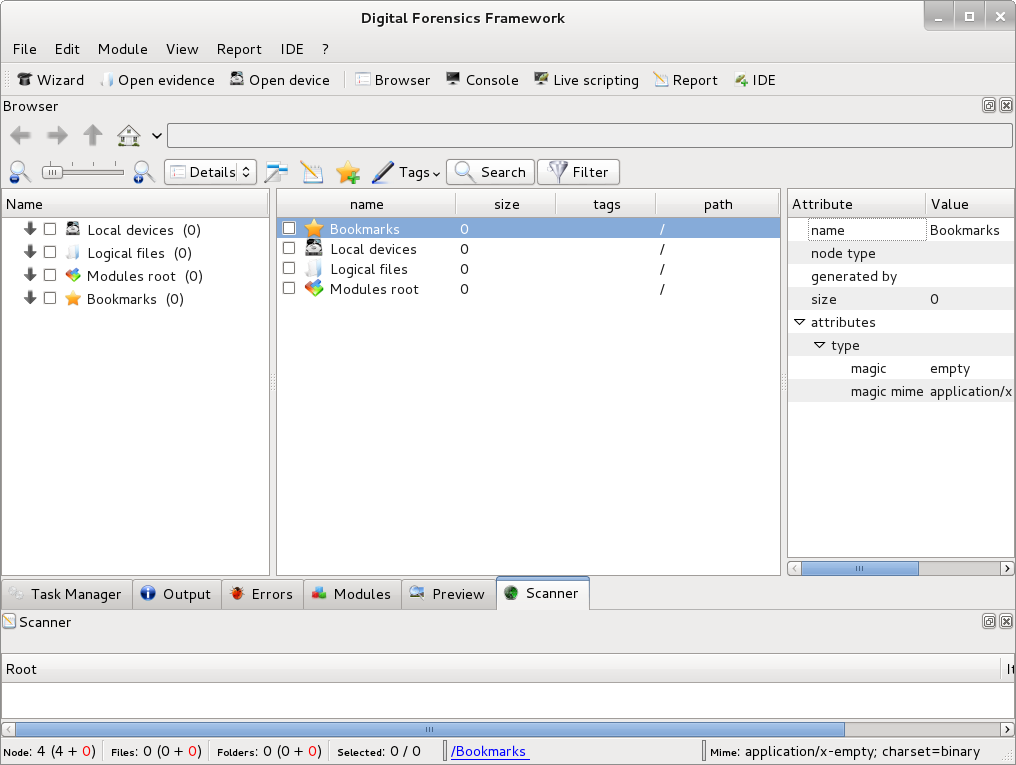 Digital Forensics Framework
File Edit Module View Report IDE ?
Wizard Open evidence Open device Browser Console Live scripting Report IDE
Browser
Details Tags Search Filter
Name
Local devices (0)
Logical files (0)
Modules root (0)
Bookmarks (0)
name size tags path
Bookmarks 0 /
Local devices 0 /
Logical files 0 /
Modules root 0 /
Attribute Value
name Bookmarks
node type
generated by
size 0
attributes
type
magic empty
magic mime application/x
Task Manager Output Errors Modules Preview Scanner
Scanner
Root It
Node: 4 (4 + 0) Files: 0 (0 + 0) Folders: 0 (0 + 0) Selected: 0 / 0 /Bookmarks Mime: application/x-empty; charset=binary